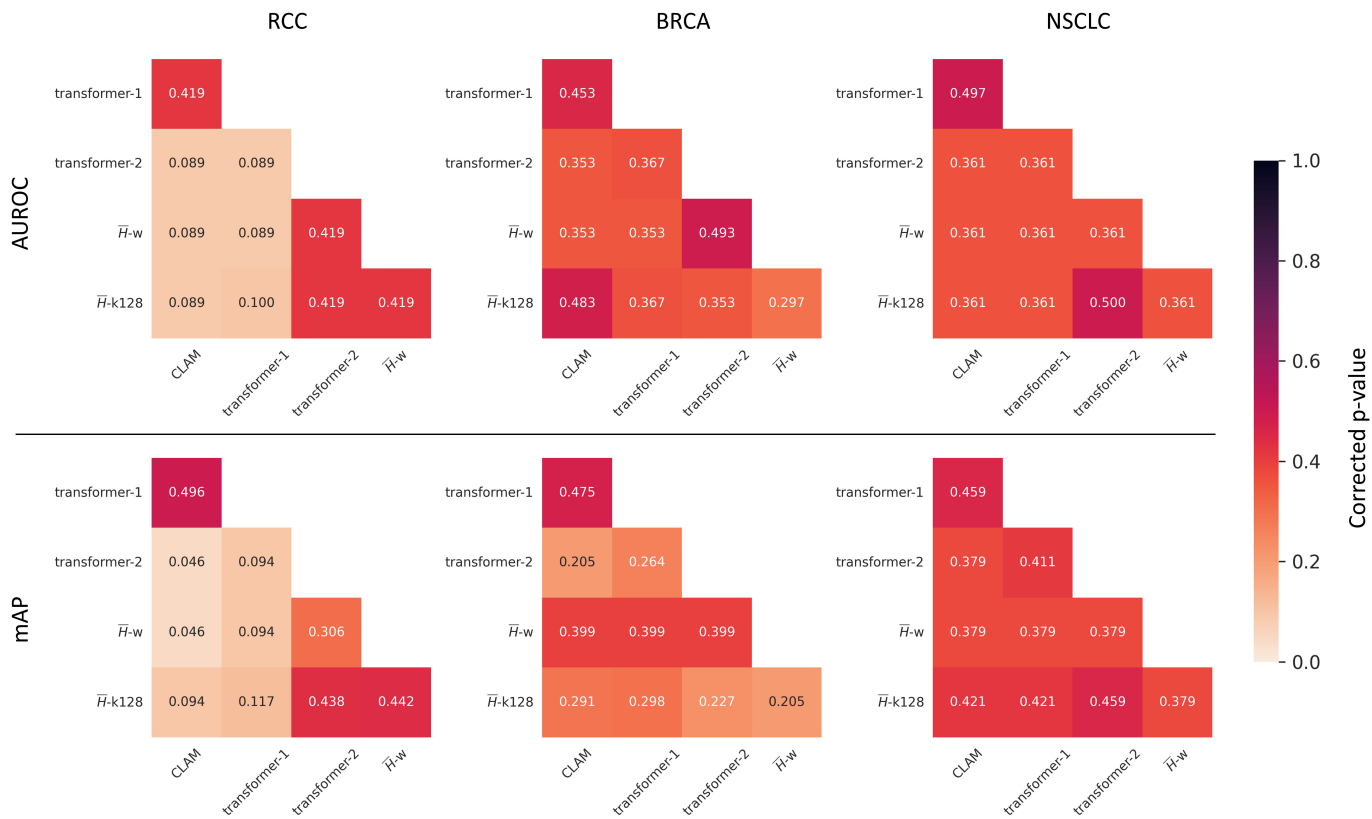 RCC BRCA NSCLC
AUROC
transformer-1 0.419 transformer-1 0.453 transformer-1 0.497
transformer-2 0.089 0.089 transformer-2 0.353 0.367 transformer-2 0.361 0.361
H̅-w 0.089 0.089 0.419 H̅-w 0.353 0.353 0.493 H̅-w 0.361 0.361 0.361
H̅-k128 0.089 0.100 0.419 0.419 H̅-k128 0.483 0.367 0.353 0.297 H̅-k128 0.361 0.361 0.500 0.361
CLAM transformer-1 transformer-2 H̅-w CLAM transformer-1 transformer-2 H̅-w CLAM transformer-1 transformer-2 H̅-w
mAP
transformer-1 0.496 transformer-1 0.475 transformer-1 0.459
transformer-2 0.046 0.094 transformer-2 0.205 0.264 transformer-2 0.379 0.411
H̅-w 0.046 0.094 0.306 H̅-w 0.399 0.399 0.399 H̅-w 0.379 0.379 0.379
H̅-k128 0.094 0.117 0.438 0.442 H̅-k128 0.291 0.298 0.227 0.205 H̅-k128 0.421 0.421 0.459 0.379
CLAM transformer-1 transformer-2 H̅-w CLAM transformer-1 transformer-2 H̅-w CLAM transformer-1 transformer-2 H̅-w
1.0
0.8
0.6
0.4
0.2
0.0
Corrected p-value